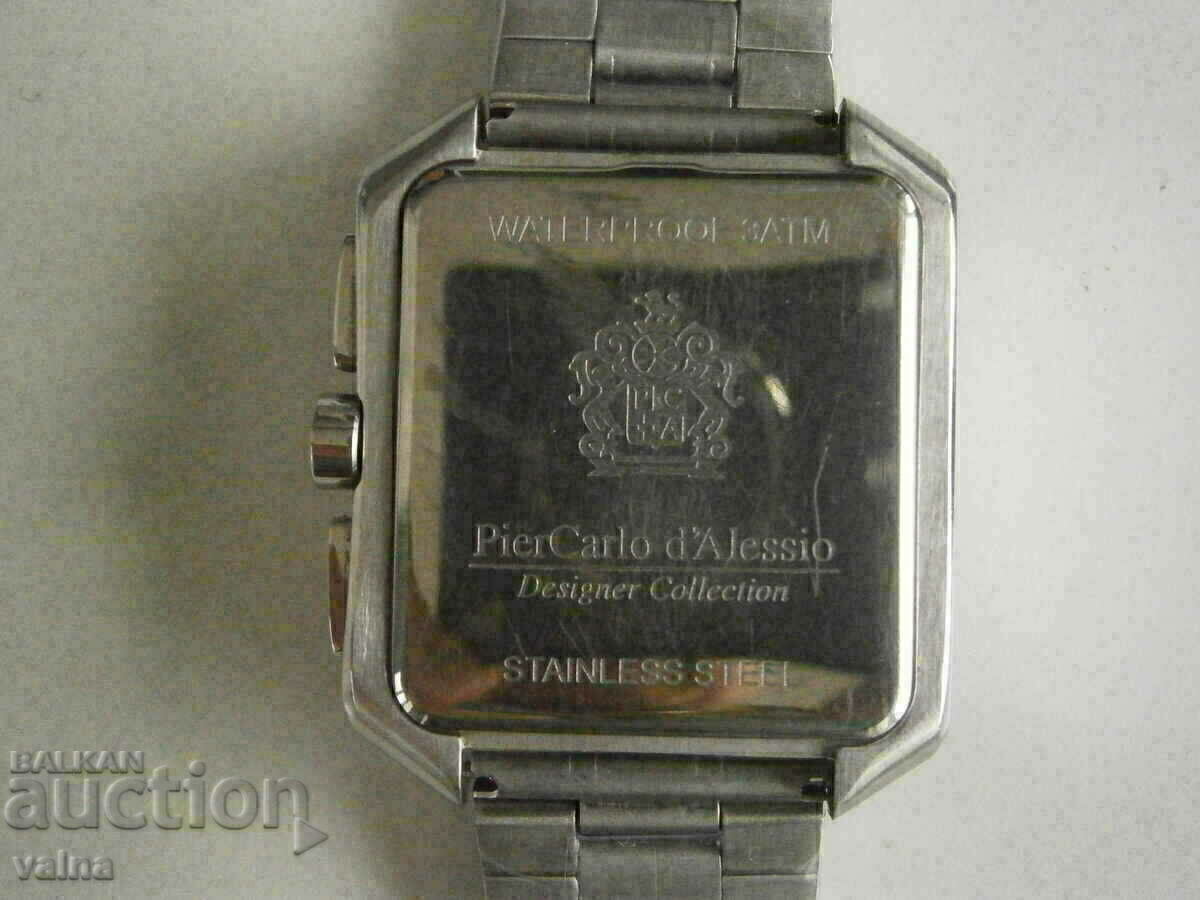 WATERPROOF 3ATM
P C
A
PierCarlo d'Alessio
Designer Collection
STAINLESS STEEL
BALKAN
auction
valna